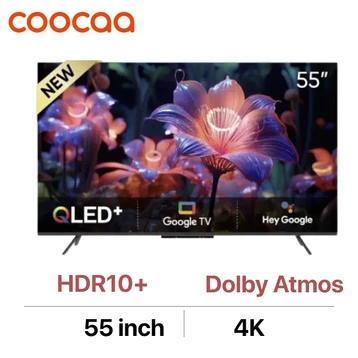 coocaa
NEW
55”
QLED+
Google TV
Hey Google
HDR10+
Dolby Atmos
55 inch
4K